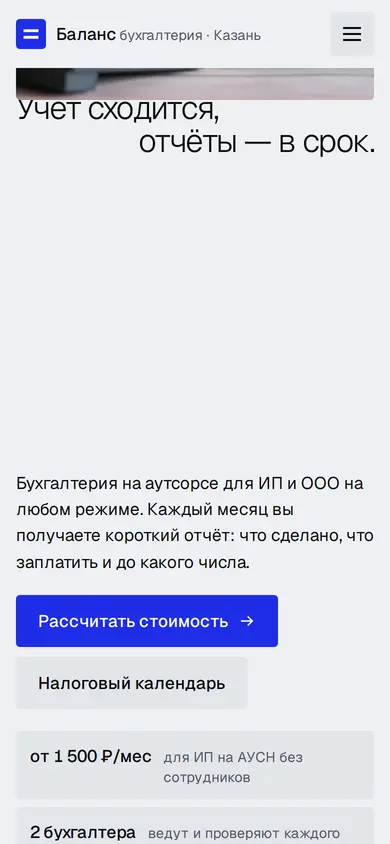 Баланс бухгалтерия · Казань
Учёт сходится,
отчёты — в срок.
Бухгалтерия на аутсорсе для ИП и ООО на
любом режиме. Каждый месяц вы
получаете короткий отчёт: что сделано, что
заплатить и до какого числа.
Рассчитать стоимость →
Налоговый календарь
от 1 500 ₽/мес для ИП на АУСН без
сотрудников
2 бухгалтера ведут и проверяют каждого